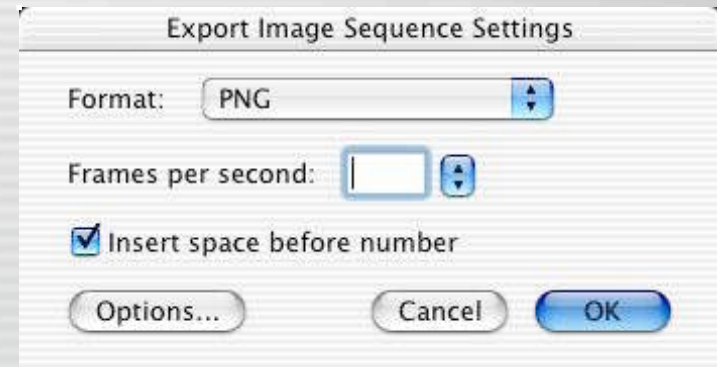 Export Image Sequence Settings
Format: PNG
Frames per second:
Insert space before number
Options... Cancel OK